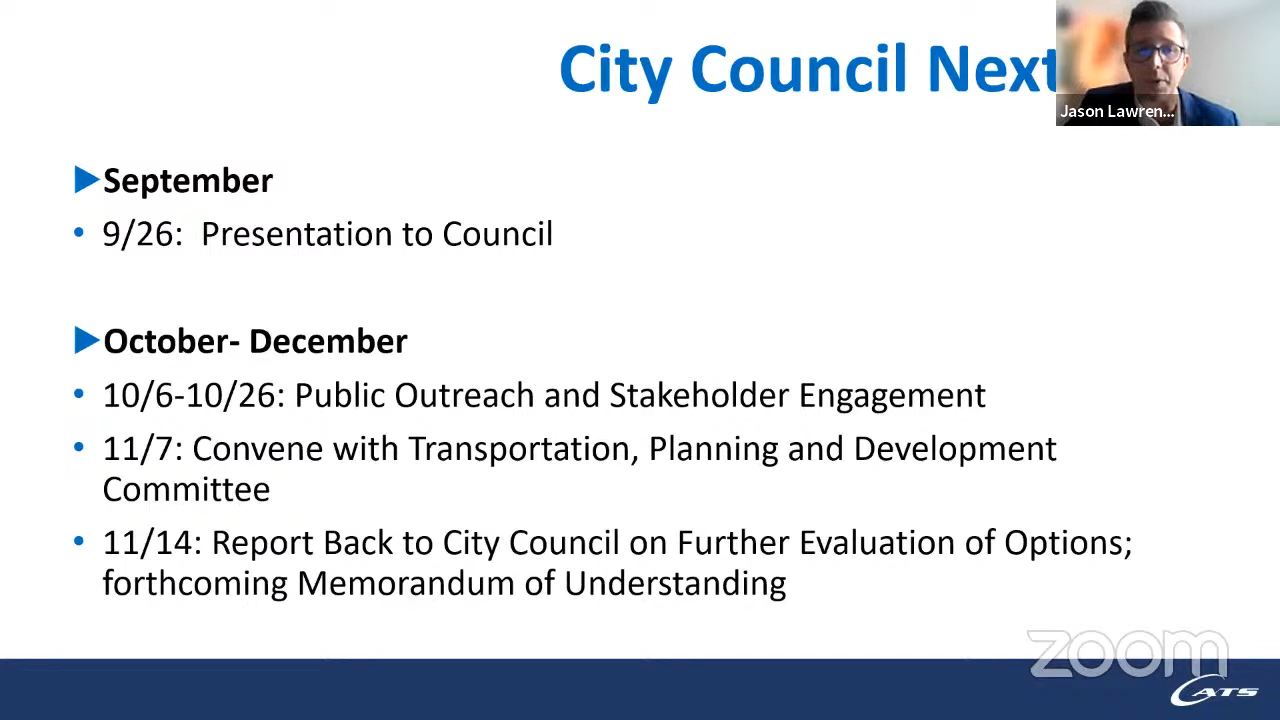 City Council Next
Jason Lawren...
September
• 9/26: Presentation to Council
October- December
• 10/6-10/26: Public Outreach and Stakeholder Engagement
• 11/7: Convene with Transportation, Planning and Development
Committee
• 11/14: Report Back to City Council on Further Evaluation of Options;
forthcoming Memorandum of Understanding
zoom
CATS